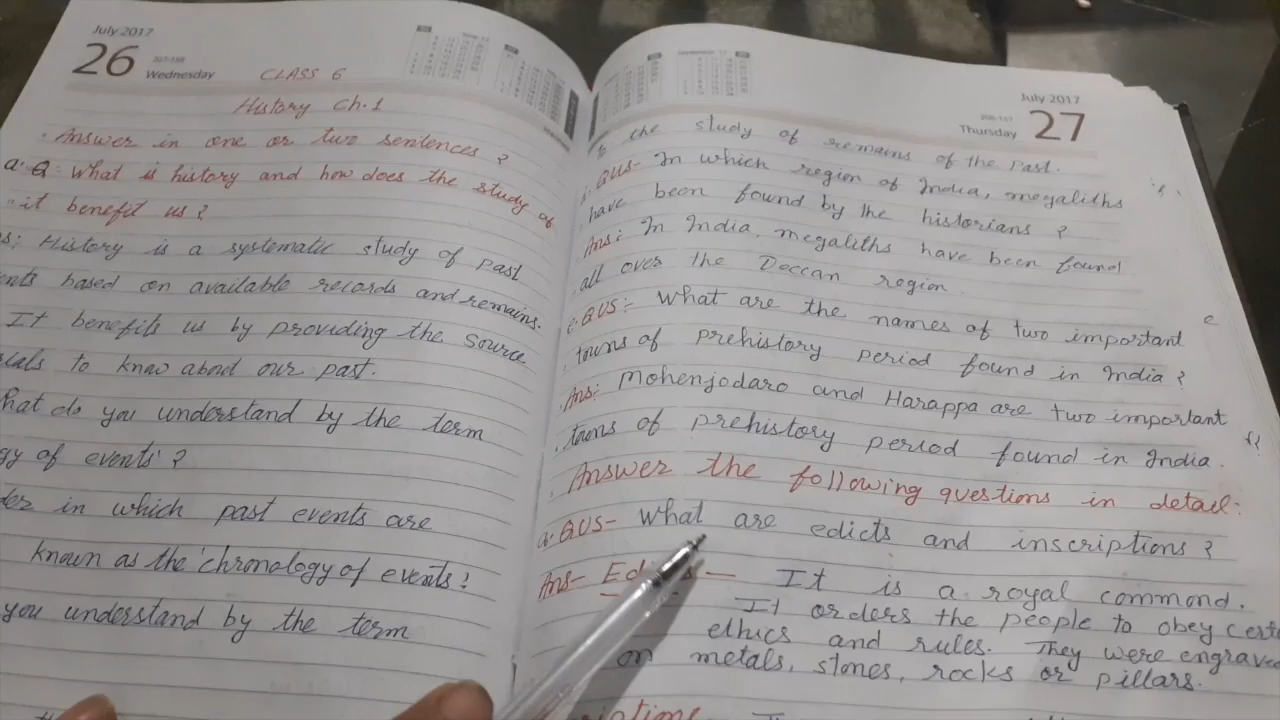 July 2017
26
Wednesday
CLASS 6
History Ch.1
Answer in one or two sentences ?
a. Q: What is history and how does the study of
it benefit us ?
s: History is a systematic study of past
nts based on available records and remains.
It benefits us by providing the source
ials to know about our past.
hat do you understand by the term
gy of events' ?
der in which past events are
known as the 'chronology of events!
you understand by the term
July 2017
Thursday
27
the study of remains of the past.
QUS- In which region of India, megaliths
have been found by the historians ?
Ans: In India, megaliths have been found
all over the Deccan region
e. QUS:- What are the names of two important
towns of prehistory period found in India ?
Ans: Mohenjodaro and Harappa are two important
towns of prehistory period found in India.
Answer the following questions in detail:
a. QUS- What are edicts and inscriptions ?
Ans- Ed s — It is a royal commond.
It orders the people to obey certa
ethics and rules. They were engrave
on metals, stones, rocks or pillars.